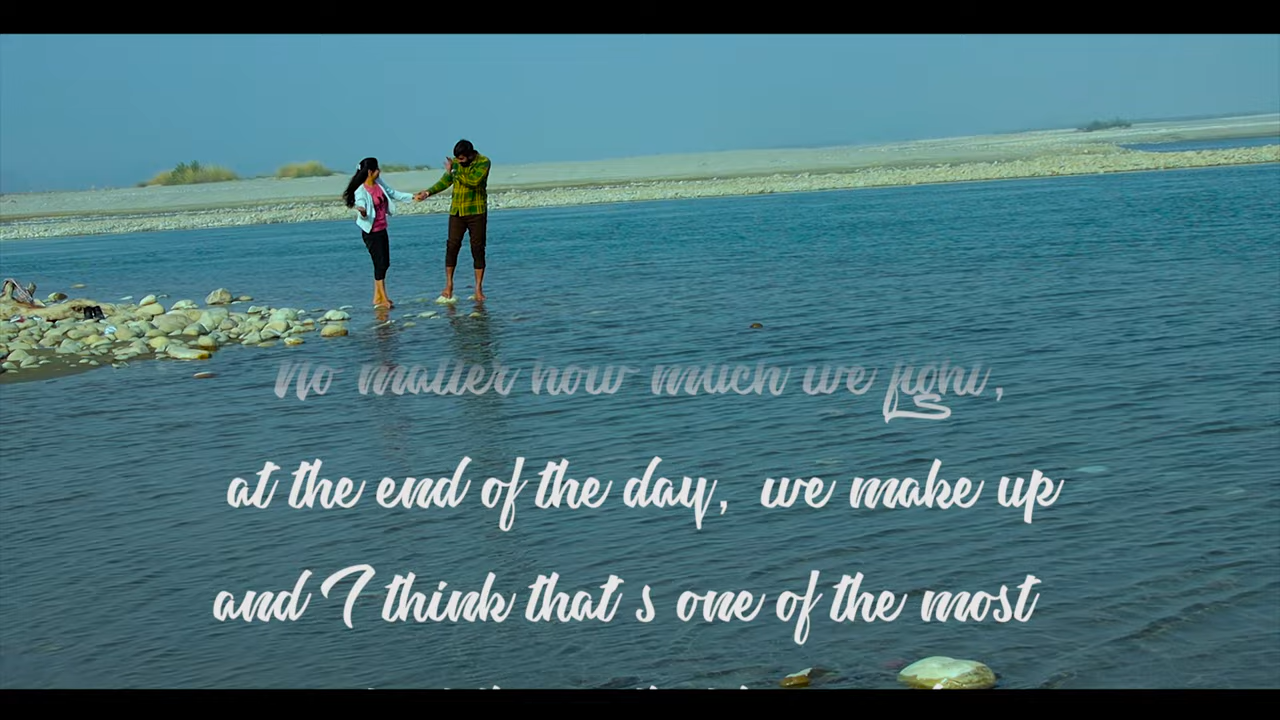 No matter how much we fight,
at the end of the day, we make up
and I think that s one of the most